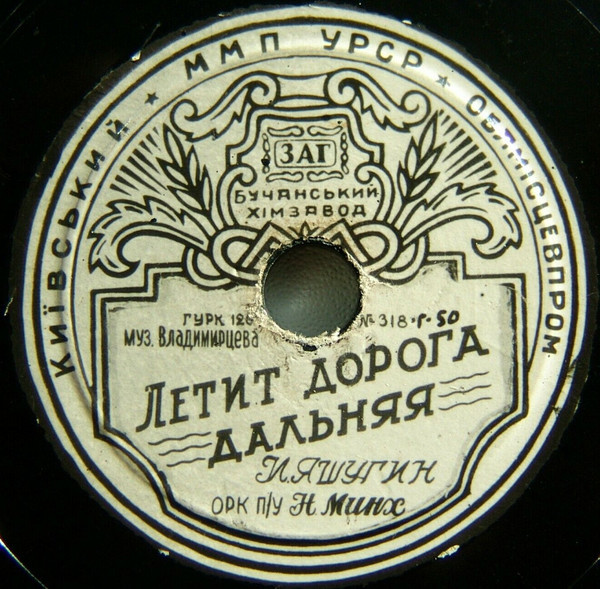 КИЇВСЬКИЙ ★ ММП УРСР ★ ОБЛМІСЦЕВПРОМ
ЗАГ
БУЧАНСЬКИЙ
ХІМЗАВОД
ГУРК 126 № 318·Г-50
МУЗ. ВЛАДИМИРЦЕВА
ЛЕТИТ ДОРОГА
ДАЛЬНЯЯ
И.ЯШУГИН
ОРК П/У Н МИНХ